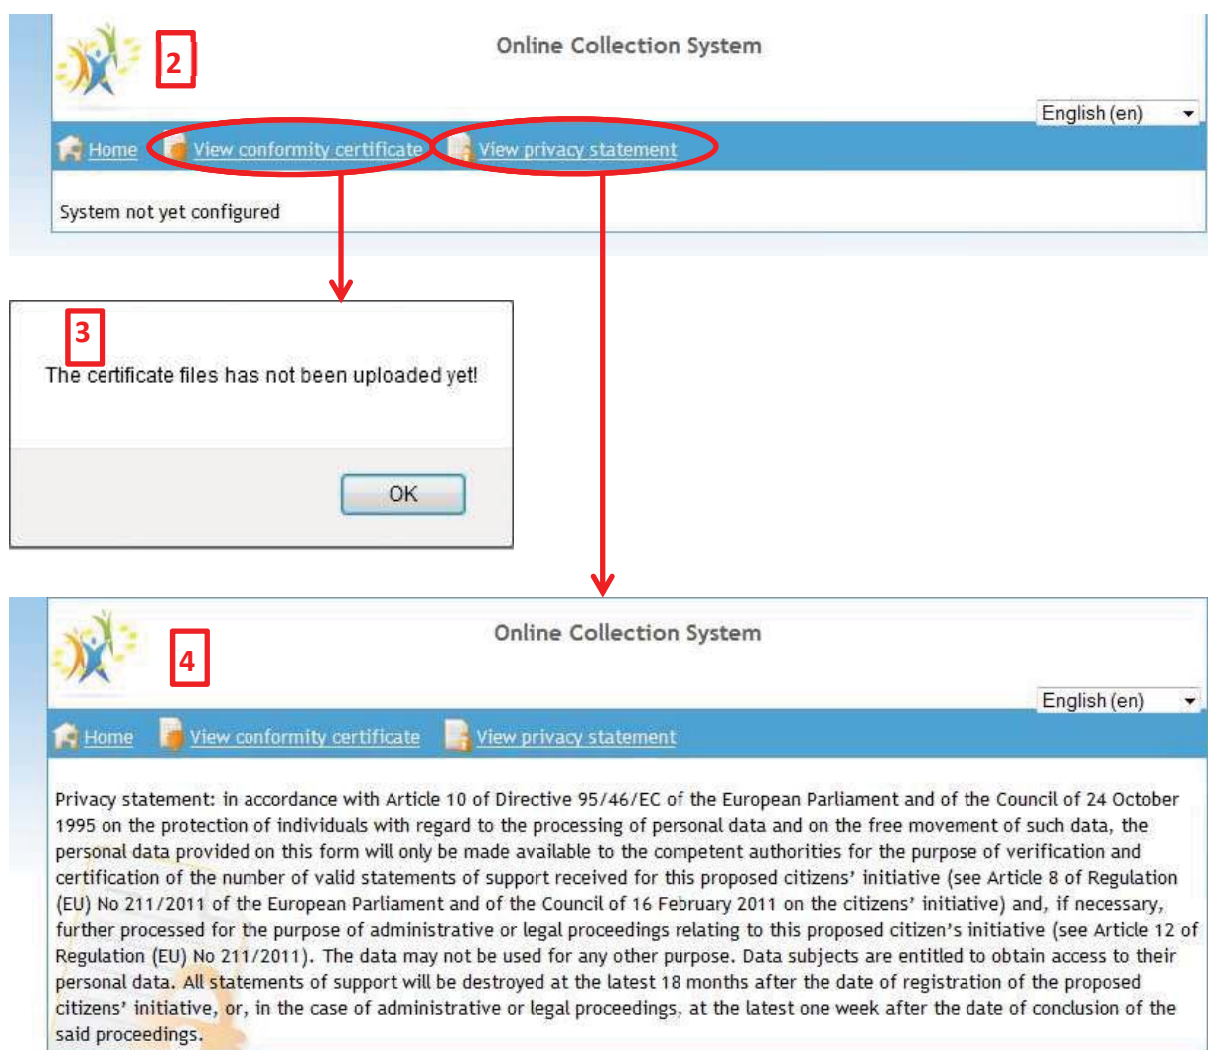 2
Online Collection System
English (en)
Home View conformity certificate View privacy statement
System not yet configured
3
The certificate files has not been uploaded yet!
OK
4
Online Collection System
English (en)
Home View conformity certificate View privacy statement
Privacy statement: in accordance with Article 10 of Directive 95/46/EC of the European Parliament and of the Council of 24 October
1995 on the protection of individuals with regard to the processing of personal data and on the free movement of such data, the
personal data provided on this form will only be made available to the competent authorities for the purpose of verification and
certification of the number of valid statements of support received for this proposed citizens' initiative (see Article 8 of Regulation
(EU) No 211/2011 of the European Parliament and of the Council of 16 February 2011 on the citizens' initiative) and, if necessary,
further processed for the purpose of administrative or legal proceedings relating to this proposed citizen's initiative (see Article 12 of
Regulation (EU) No 211/2011). The data may not be used for any other purpose. Data subjects are entitled to obtain access to their
personal data. All statements of support will be destroyed at the latest 18 months after the date of registration of the proposed
citizens' initiative, or, in the case of administrative or legal proceedings, at the latest one week after the date of conclusion of the
said proceedings.